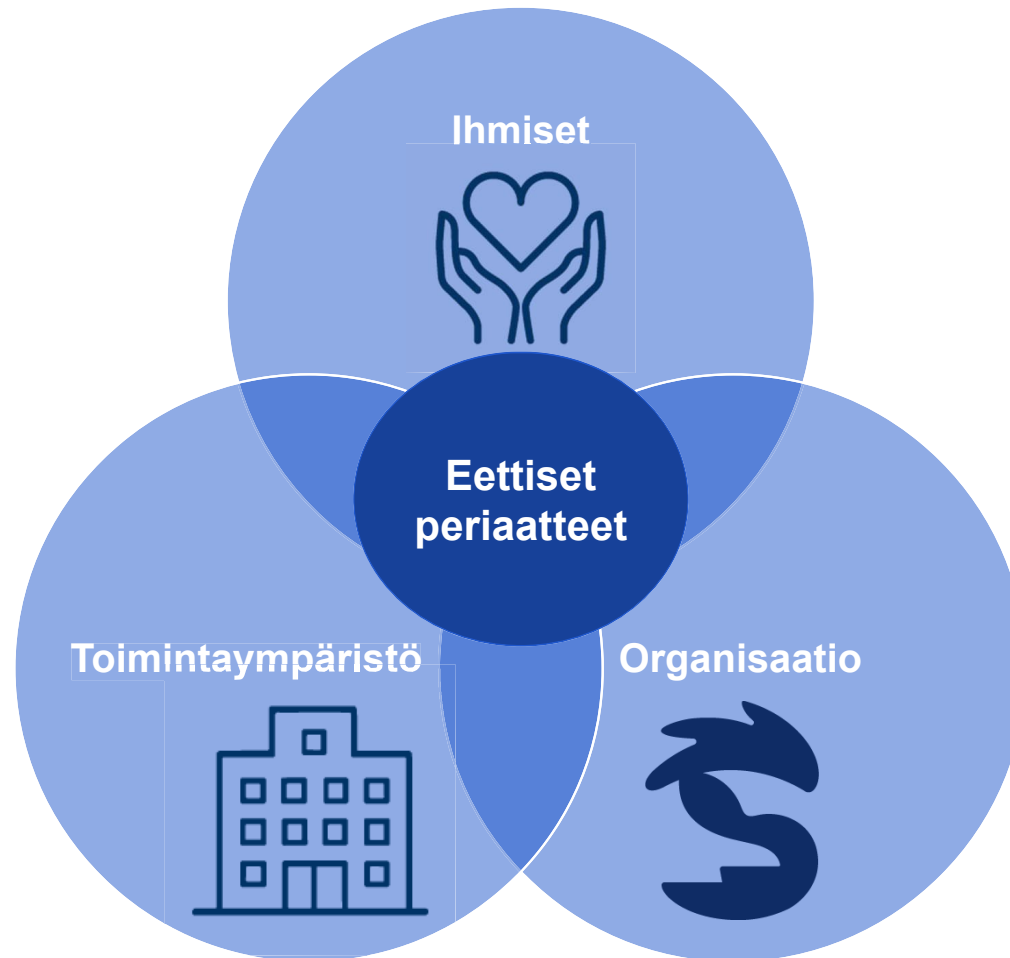 Ihmiset
Eettiset
periaatteet
Toimintaympäristö
Organisaatio